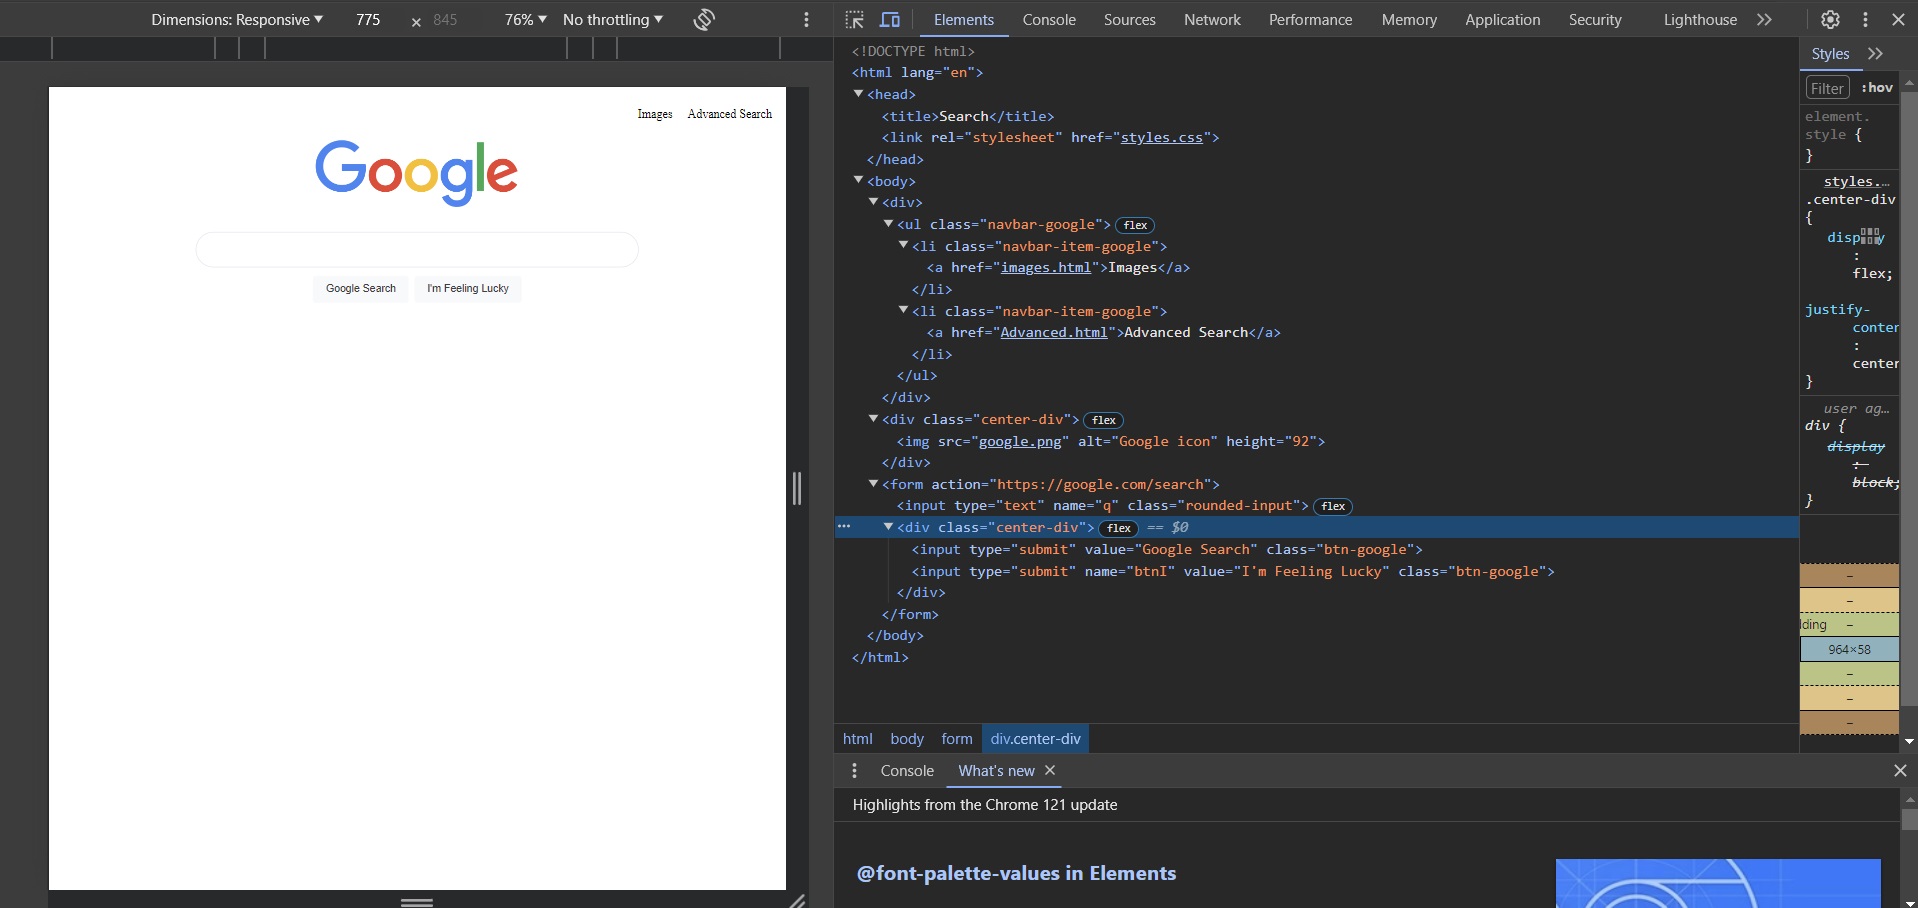 Dimensions: Responsive ▼ 775 × 845 76% ▼ No throttling ▼
Images Advanced Search
Google
Google Search I'm Feeling Lucky
Elements Console Sources Network Performance Memory Application Security Lighthouse
<!DOCTYPE html>
<html lang="en">
▼<head>
<title>Search</title>
<link rel="stylesheet" href="styles.css">
</head>
▼<body>
▼<div>
▼<ul class="navbar-google"> flex
▼<li class="navbar-item-google">
<a href="images.html">Images</a>
</li>
▼<li class="navbar-item-google">
<a href="Advanced.html">Advanced Search</a>
</li>
</ul>
</div>
▼<div class="center-div"> flex
<img src="google.png" alt="Google icon" height="92">
</div>
▼<form action="https://google.com/search">
<input type="text" name="q" class="rounded-input"> flex
… ▼<div class="center-div"> flex == $0
<input type="submit" value="Google Search" class="btn-google">
<input type="submit" name="btnI" value="I'm Feeling Lucky" class="btn-google">
</div>
</form>
</body>
</html>
html body form div.center-div
Styles
Filter :hov
element.
style {
}
styles.…
.center-div
{
display
:
flex;
justify-
conter
:
center
}
user ag…
div {
display
:
block;
}
–
–
lding –
964×58
–
–
–
Console What's new
Highlights from the Chrome 121 update
@font-palette-values in Elements